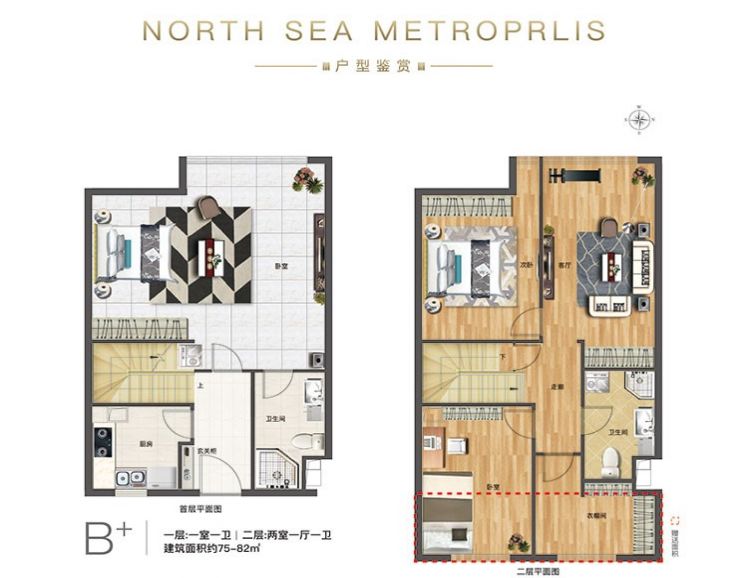 NORTH SEA METROPRLIS
户型鉴赏
卧室
上
厨房
玄关柜
卫生间
首层平面图
次卧
客厅
下
走廊
卫生间
卧室
衣帽间
赠送面积
二层平面图
B+
一层:一室一卫｜二层:两室一厅一卫
建筑面积约75-82㎡